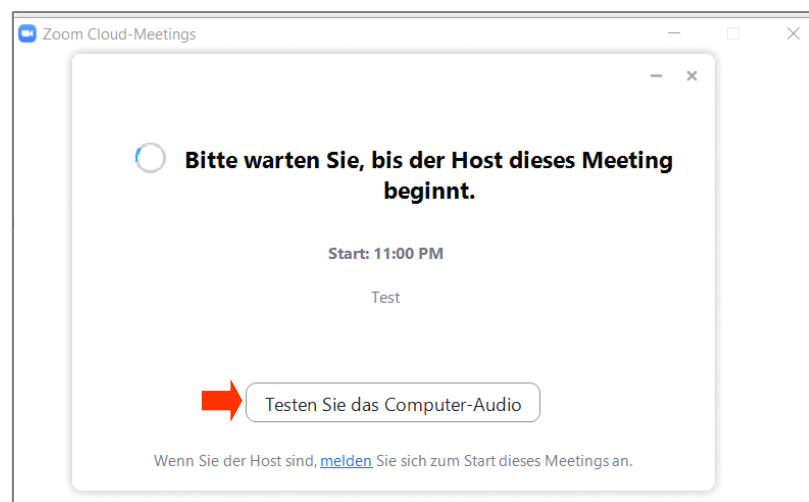 Zoom Cloud-Meetings
Bitte warten Sie, bis der Host dieses Meeting
beginnt.
Start: 11:00 PM
Test
Testen Sie das Computer-Audio
Wenn Sie der Host sind, melden Sie sich zum Start dieses Meetings an.